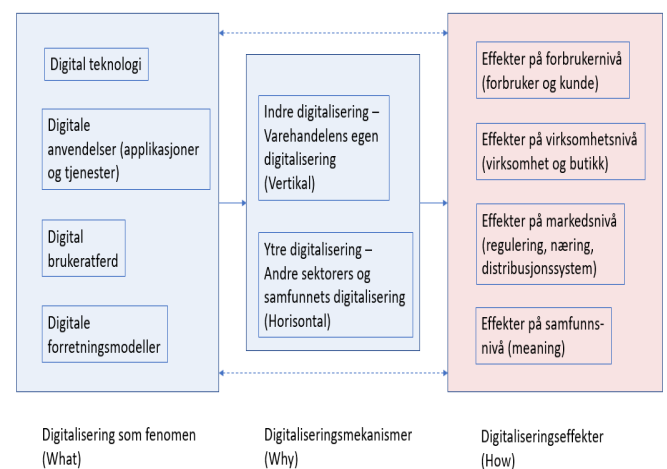 Digital teknologi
Digitale
anvendelser (applikasjoner
og tjenester)
Digital
brukeratferd
Digitale
forretningsmodeller
Indre digitalisering –
Varehandelens egen
digitalisering
(Vertikal)
Ytre digitalisering –
Andre sektorers og
samfunnets digitalisering
(Horisontal)
Effekter på forbrukernivå
(forbruker og kunde)
Effekter på virksomhetsnivå
(virksomhet og butikk)
Effekter på markedsnivå
(regulering, næring,
distribusjonssystem)
Effekter på samfunns-
nivå (meaning)
Digitalisering som fenomen
(What)
Digitaliseringsmekanismer
(Why)
Digitaliseringseffekter
(How)